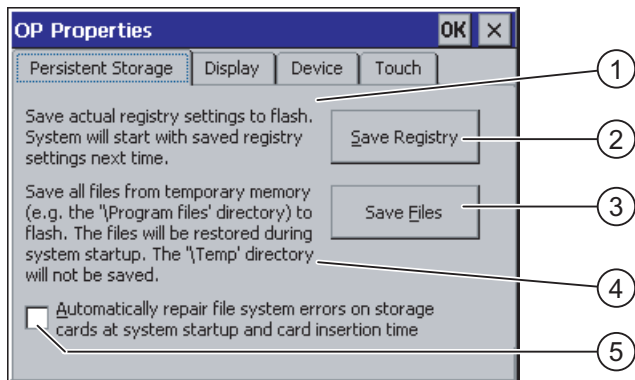 OP Properties OK ×
Persistent Storage Display Device Touch
1
Save actual registry settings to flash.
System will start with saved registry
settings next time.
Save Registry
2
Save all files from temporary memory
(e.g. the '\Program files' directory) to
flash. The files will be restored during
system startup. The '\Temp' directory
will not be saved.
Save Files
3
4
Automatically repair file system errors on storage
cards at system startup and card insertion time
5